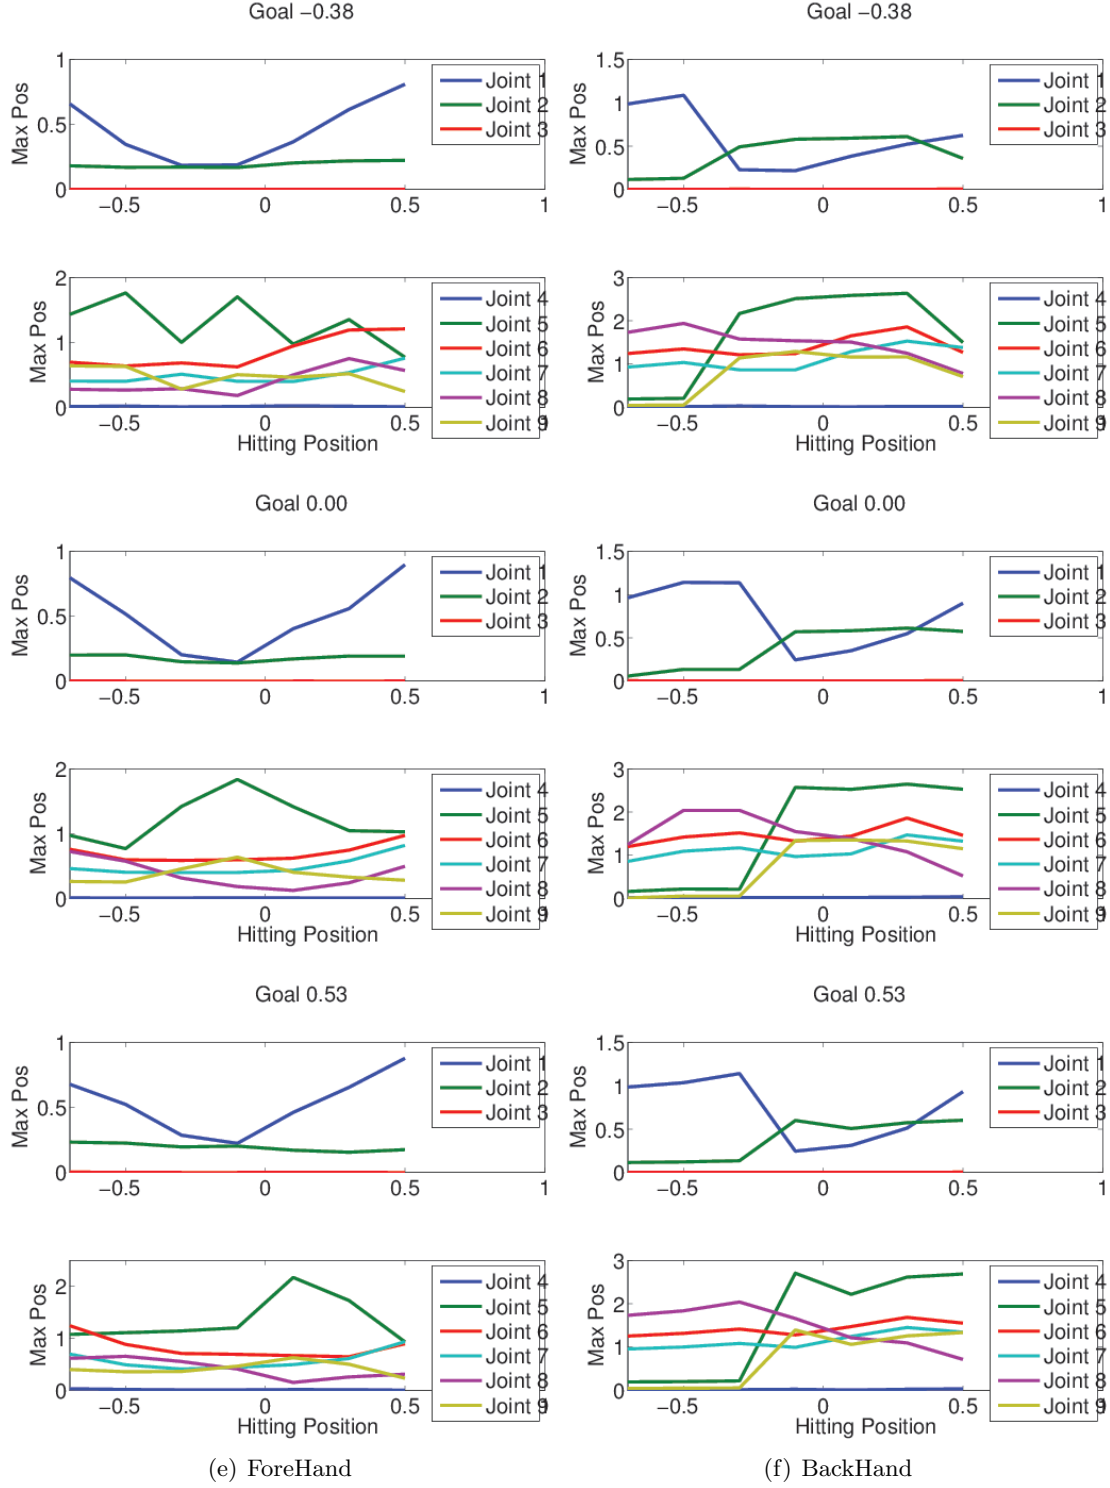 Goal −0.38
Max Pos
1
0.5
0
−0.5
0
0.5
1
Joint 1
Joint 2
Joint 3
Goal −0.38
Max Pos
1.5
1
0.5
0
−0.5
0
0.5
1
Joint 1
Joint 2
Joint 3
Max Pos
2
1
0
−0.5
0
0.5
Hitting Position
Joint 4
Joint 5
Joint 6
Joint 7
Joint 8
Joint 9
Max Pos
3
2
1
0
−0.5
0
0.5
Hitting Position
Joint 4
Joint 5
Joint 6
Joint 7
Joint 8
Joint 9
Goal 0.00
Max Pos
1
0.5
0
−0.5
0
0.5
1
Joint 1
Joint 2
Joint 3
Goal 0.00
Max Pos
1.5
1
0.5
0
−0.5
0
0.5
1
Joint 1
Joint 2
Joint 3
Max Pos
2
1
0
−0.5
0
0.5
Hitting Position
Joint 4
Joint 5
Joint 6
Joint 7
Joint 8
Joint 9
Max Pos
3
2
1
0
−0.5
0
0.5
Hitting Position
Joint 4
Joint 5
Joint 6
Joint 7
Joint 8
Joint 9
Goal 0.53
Max Pos
1
0.5
0
−0.5
0
0.5
1
Joint 1
Joint 2
Joint 3
Goal 0.53
Max Pos
1.5
1
0.5
0
−0.5
0
0.5
1
Joint 1
Joint 2
Joint 3
Max Pos
2
1
0
−0.5
0
0.5
Hitting Position
Joint 4
Joint 5
Joint 6
Joint 7
Joint 8
Joint 9
Max Pos
3
2
1
0
−0.5
0
0.5
Hitting Position
Joint 4
Joint 5
Joint 6
Joint 7
Joint 8
Joint 9
(e) ForeHand
(f) BackHand